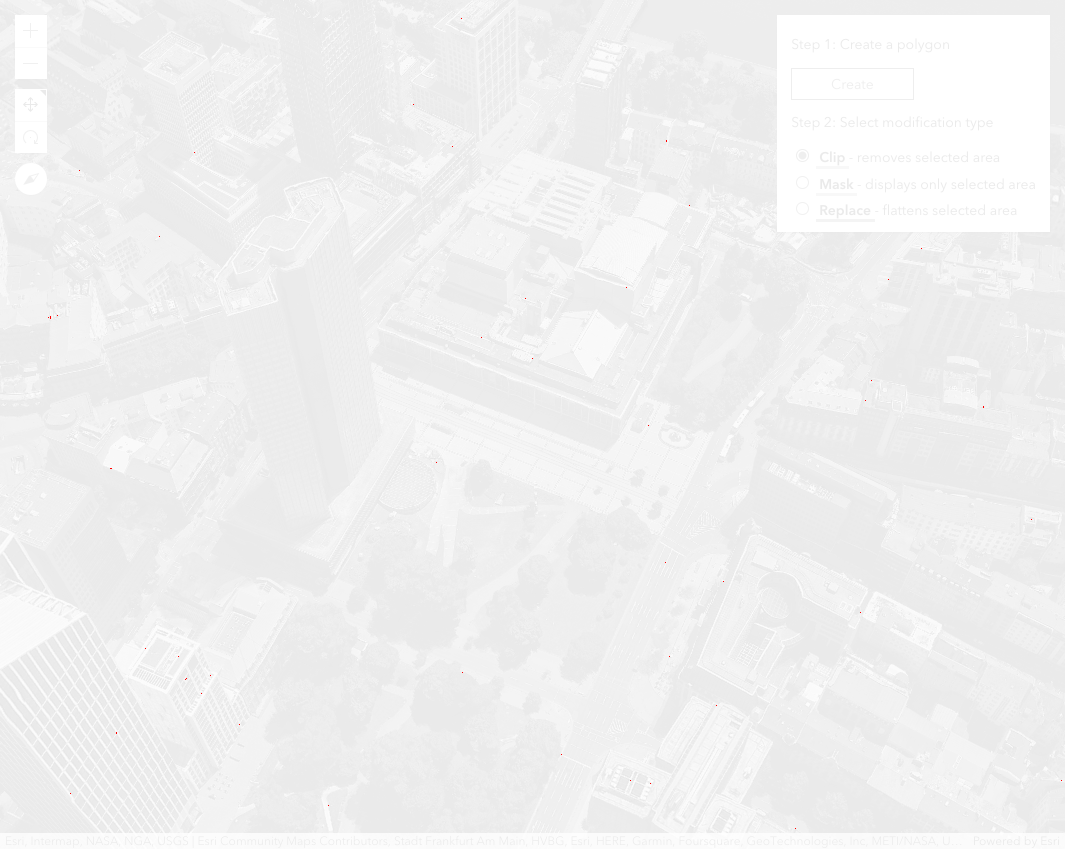 Step 1: Create a polygon
Create
Step 2: Select modification type
Clip - removes selected area
Mask - displays only selected area
Replace - flattens selected area
Esri, Intermap, NASA, NGA, USGS | Esri Community Maps Contributors, Stadt Frankfurt Am Main, HVBG, Esri, HERE, Garmin, Foursquare, GeoTechnologies, Inc, METI/NASA, U... Powered by Esri